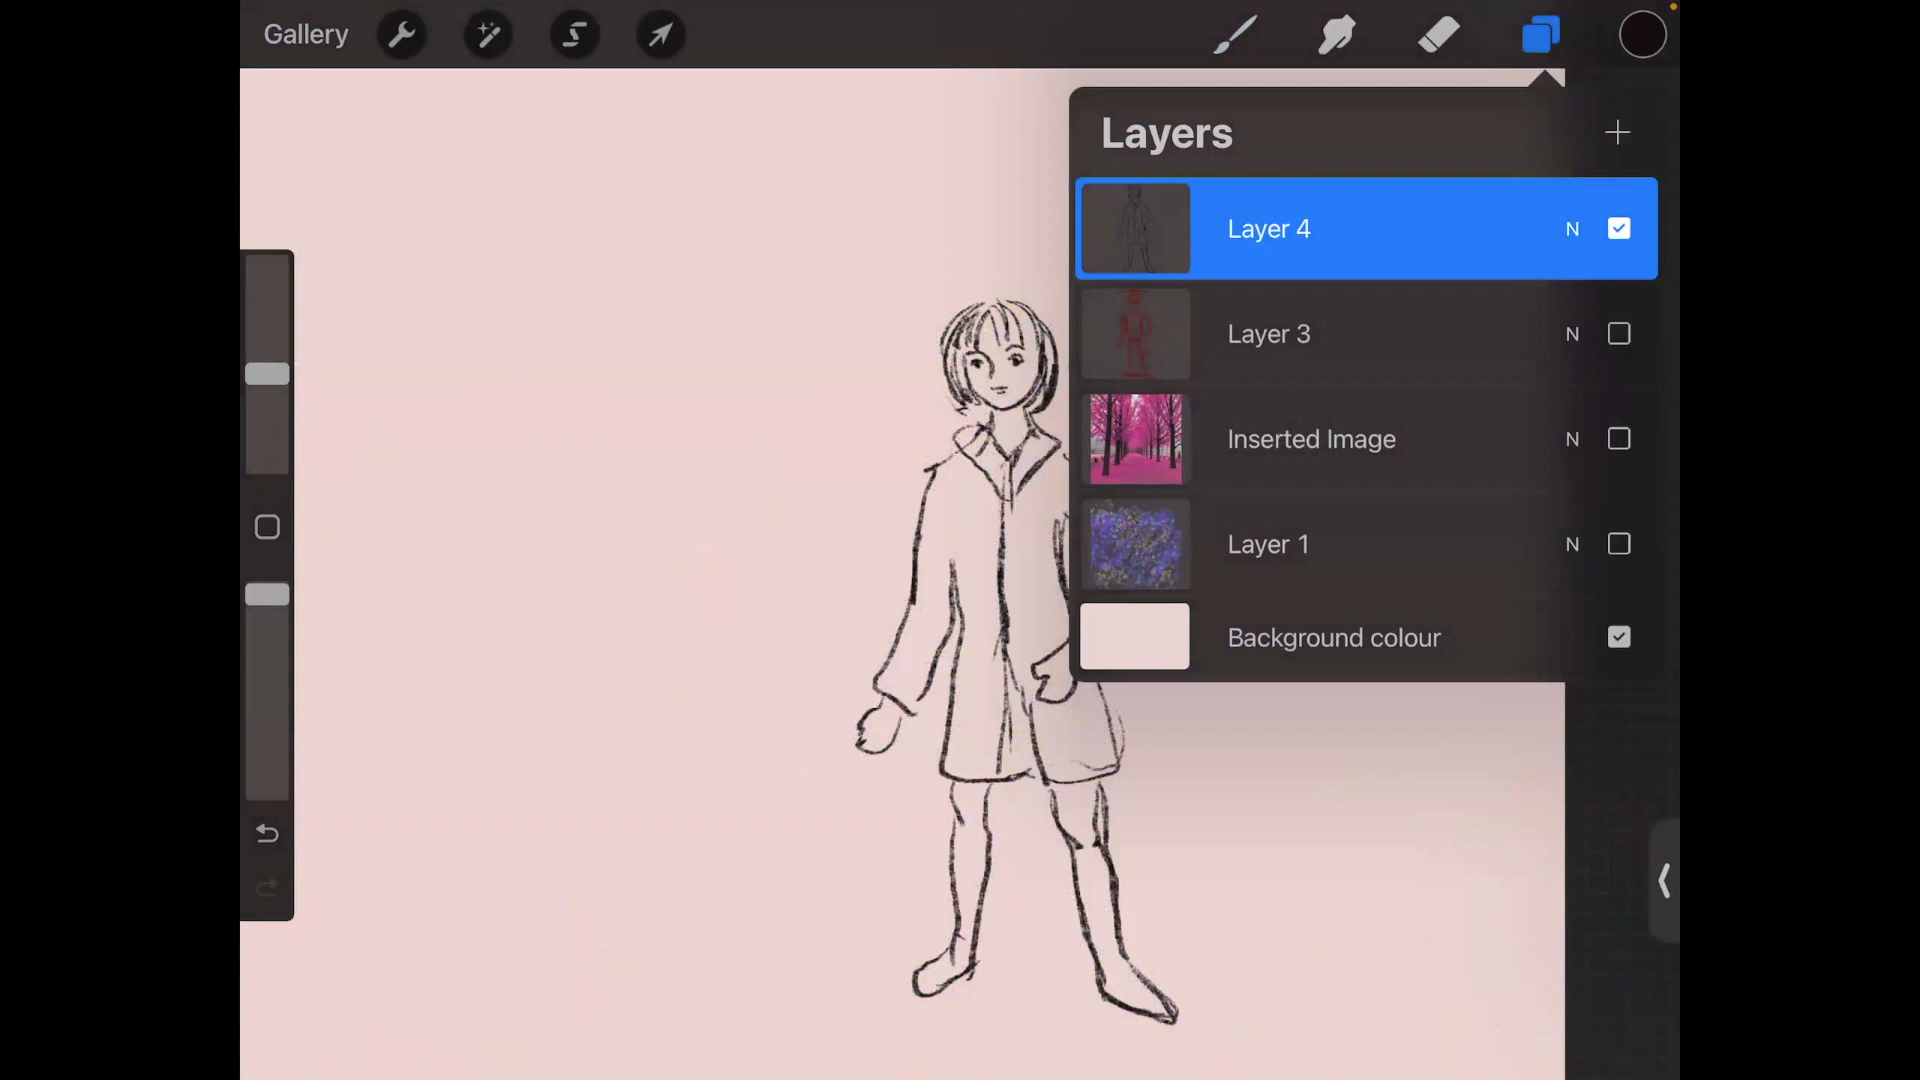 Gallery
Layers
Layer 4 N
Layer 3 N
Inserted Image N
Layer 1 N
Background colour